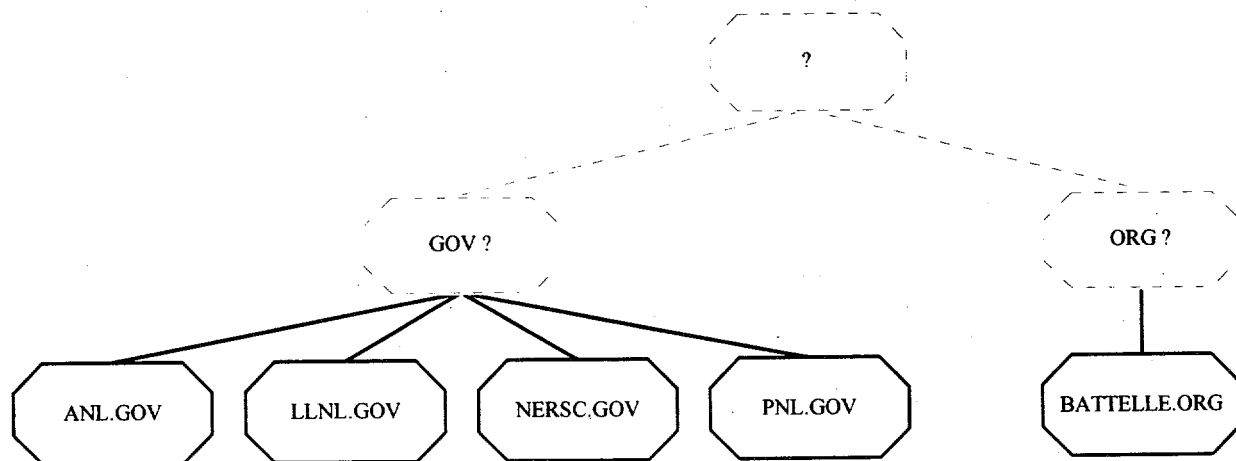 ?
GOV ?
ORG ?
ANL.GOV
LLNL.GOV
NERSC.GOV
PNL.GOV
BATTELLE.ORG